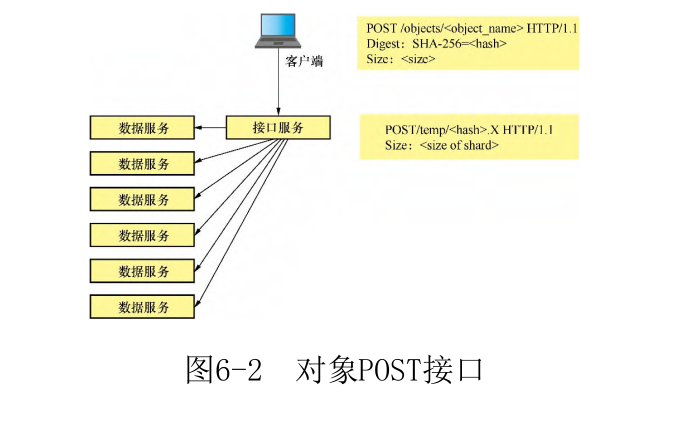 POST /objects/<object_name> HTTP/1.1
Digest：SHA-256=<hash>
Size：<size>
客户端
数据服务
接口服务
POST/temp/<hash>.X HTTP/1.1
Size：<size of shard>
数据服务
数据服务
数据服务
数据服务
数据服务
图6-2 对象POST接口